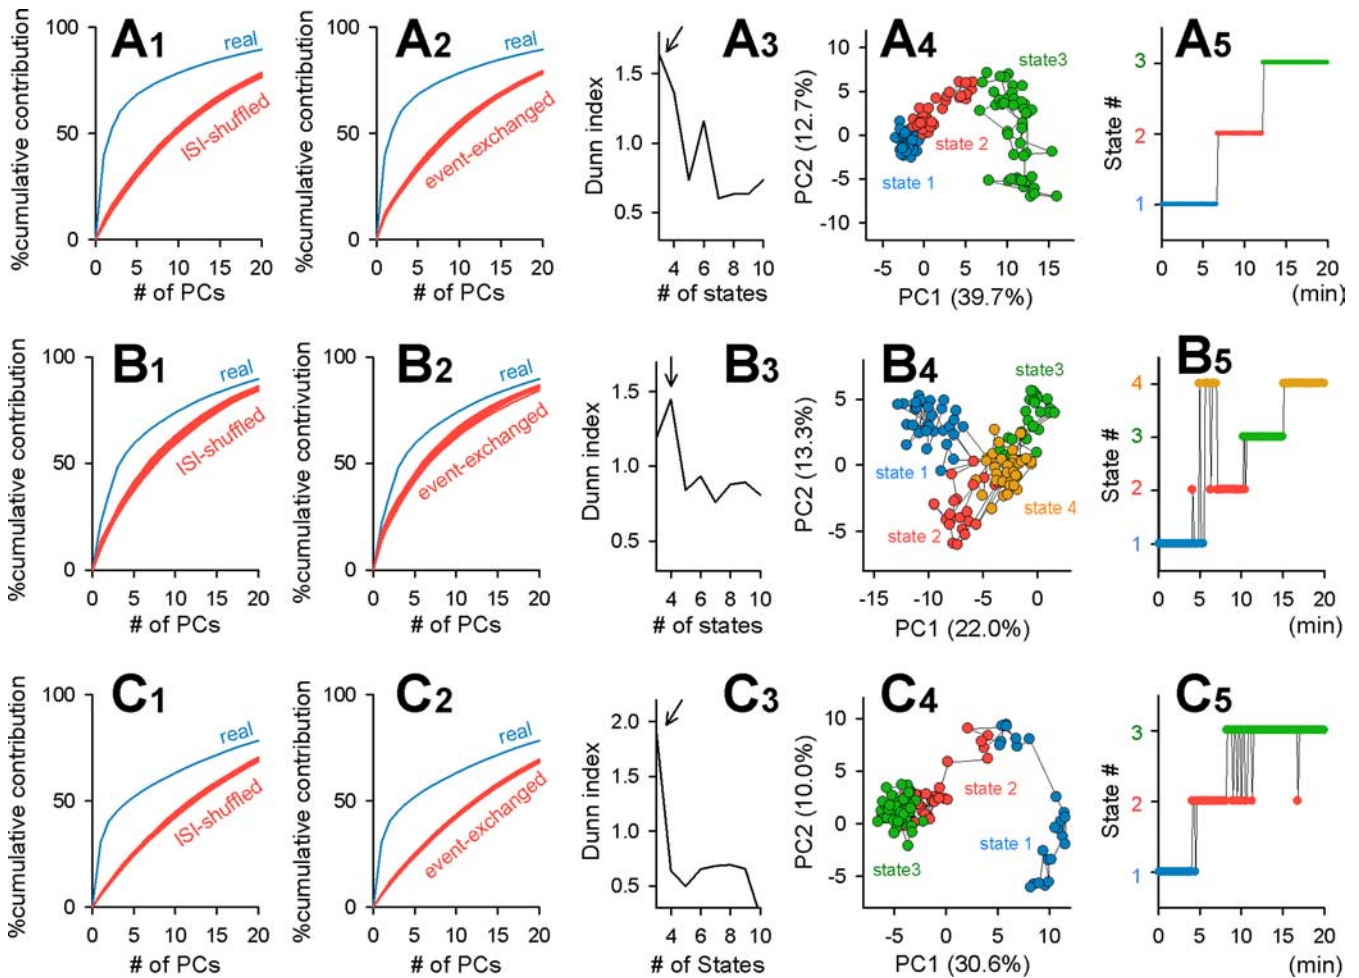 A1
%cumulative contribution
100
50
0
real
ISI-shuffled
0 5 10 15 20
# of PCs
A2
%cumulative contribution
100
50
0
real
event-exchanged
0 5 10 15 20
# of PCs
A3
Dunn index
1.5
1.0
0.5
4 6 8 10
# of states
A4
PC2 (12.7%)
10
5
0
-5
-10
state3
state 2
state 1
-5 0 5 10 15
PC1 (39.7%)
A5
State #
3
2
1
0 5 10 15 20
(min)
B1
%cumulative contribution
100
50
0
real
ISI-shuffled
0 5 10 15 20
# of PCs
B2
%cumulative contrivution
100
50
0
real
event-exchanged
0 5 10 15 20
# of PCs
B3
Dunn index
1.5
1.0
0.5
4 6 8 10
# of states
B4
PC2 (13.3%)
5
0
-5
state3
state 1
state 4
state 2
-15 -10 -5 0
PC1 (22.0%)
B5
State #
4
3
2
1
0 5 10 15 20
(min)
C1
%cumulative contribution
100
50
0
real
ISI-shuffled
0 5 10 15 20
# of PCs
C2
%cumulative contribution
100
50
0
real
event-exchanged
0 5 10 15 20
# of PCs
C3
Dunn index
2.0
1.5
1.0
0.5
4 6 8 10
# of States
C4
PC2 (10.0%)
10
5
0
-5
state 2
state 1
state3
-5 0 5 10
PC1 (30.6%)
C5
State #
3
2
1
0 5 10 15 20
(min)